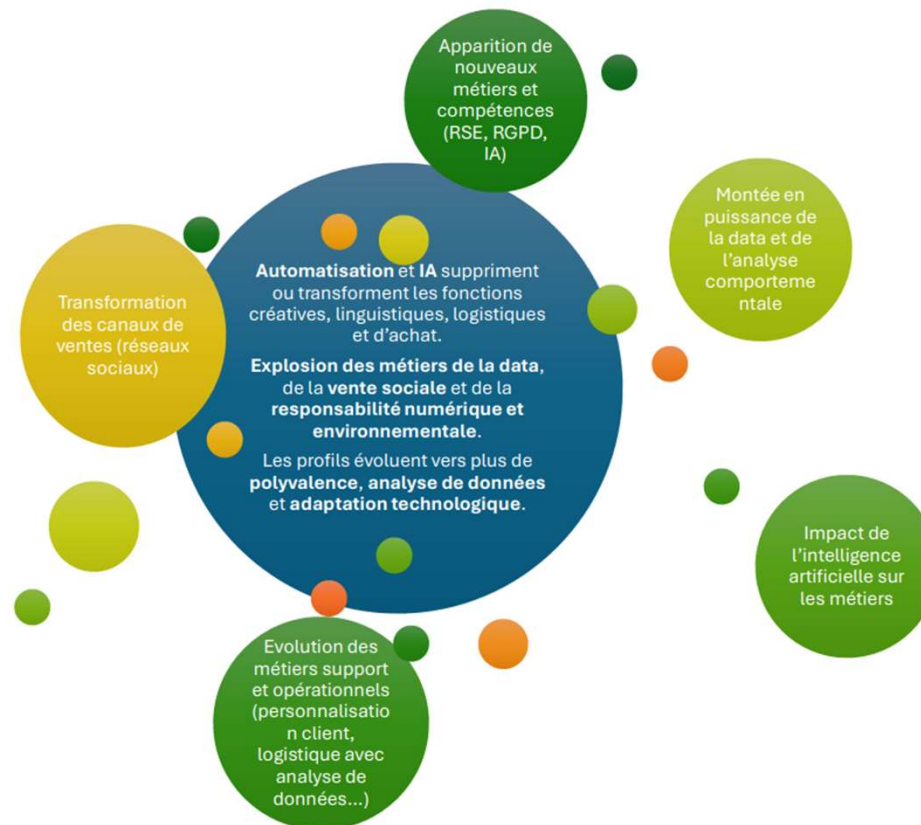 Apparition de
nouveaux
métiers et
compétences
(RSE, RGPD,
IA)
Montée en
puissance de
la data et de
l'analyse
comporteme
ntale
Transformation
des canaux de
ventes (réseaux
sociaux)
Automatisation et IA suppriment
ou transforment les fonctions
créatives, linguistiques, logistiques
et d'achat.
Explosion des métiers de la data,
de la vente sociale et de la
responsabilité numérique et
environnementale.
Les profils évoluent vers plus de
polyvalence, analyse de données
et adaptation technologique.
Impact de
l'intelligence
artificielle sur
les métiers
Evolution des
métiers support
et opérationnels
(personnalisatio
n client,
logistique avec
analyse de
données...)